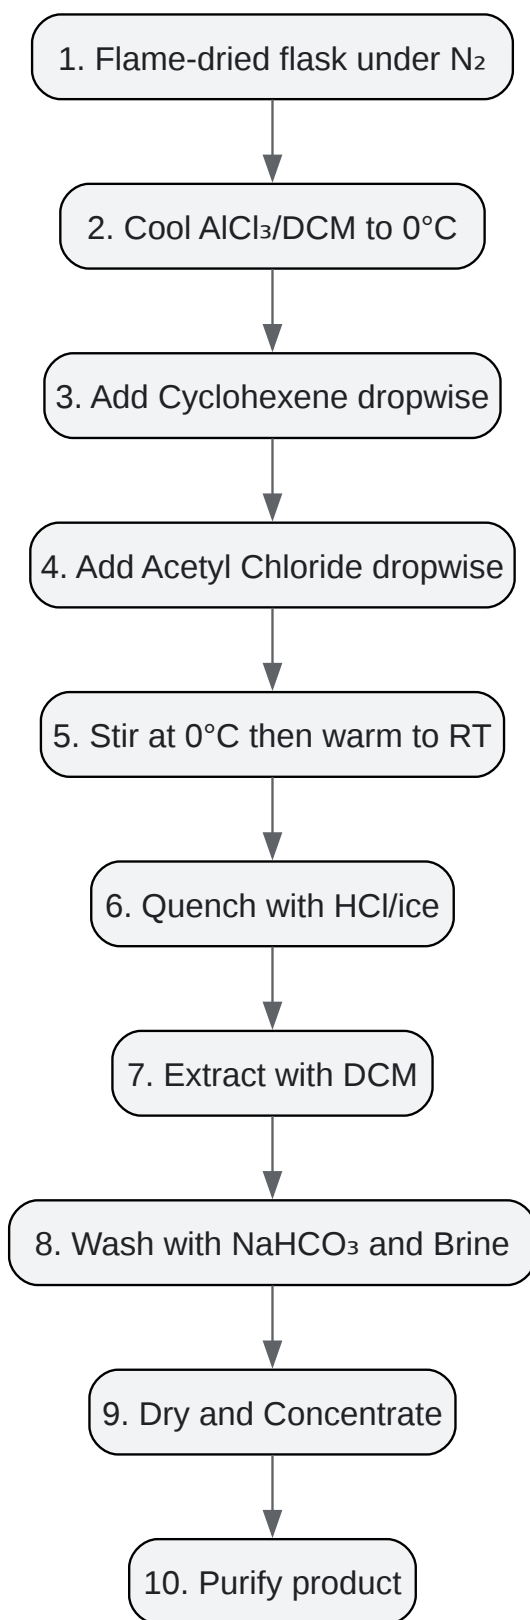 1. Flame-dried flask under N₂
2. Cool AlCl₃/DCM to 0°C
3. Add Cyclohexene dropwise
4. Add Acetyl Chloride dropwise
5. Stir at 0°C then warm to RT
6. Quench with HCl/ice
7. Extract with DCM
8. Wash with NaHCO₃ and Brine
9. Dry and Concentrate
10. Purify product